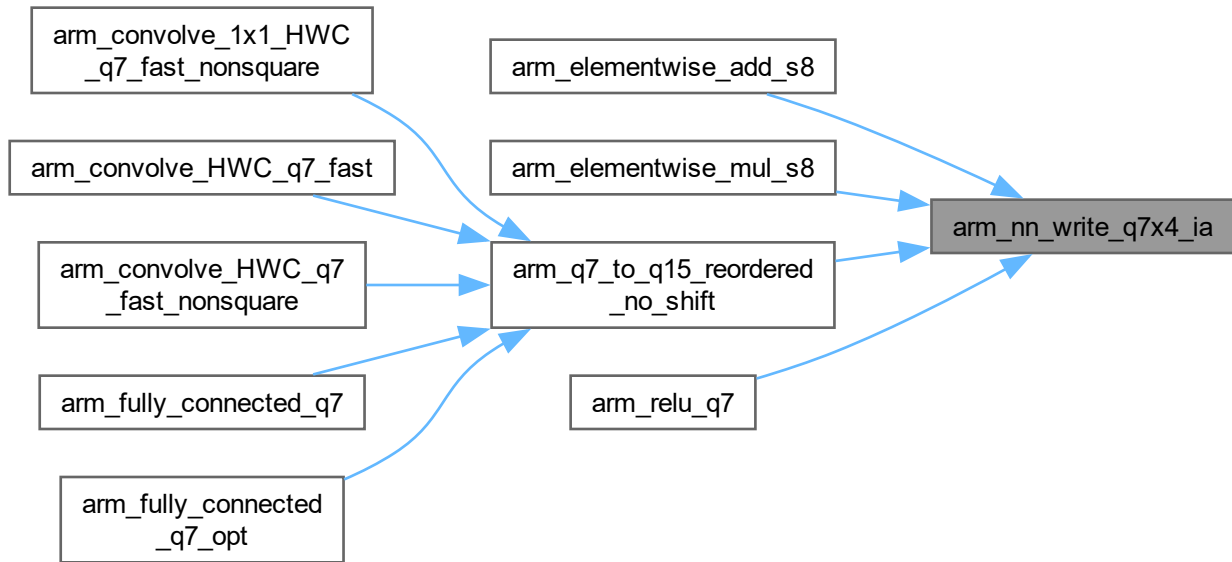 arm_convolve_1x1_HWC
_q7_fast_nonsquare
arm_convolve_HWC_q7_fast
arm_convolve_HWC_q7
_fast_nonsquare
arm_fully_connected_q7
arm_fully_connected
_q7_opt
arm_elementwise_add_s8
arm_elementwise_mul_s8
arm_q7_to_q15_reordered
_no_shift
arm_relu_q7
arm_nn_write_q7x4_ia